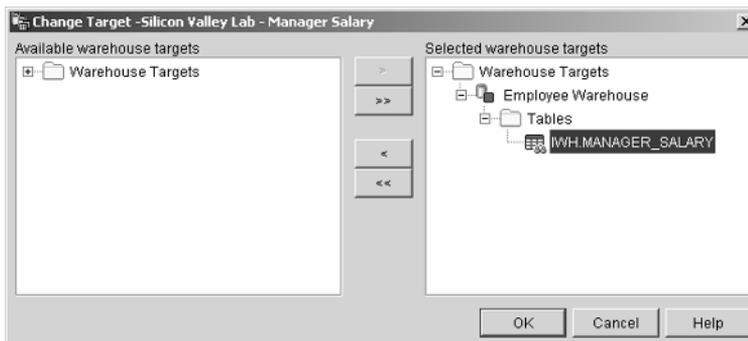 Change Target -Silicon Valley Lab - Manager Salary
Available warehouse targets
Warehouse Targets
>
>>
<
<<
Selected warehouse targets
Warehouse Targets
Employee Warehouse
Tables
IWH.MANAGER_SALARY
OK
Cancel
Help